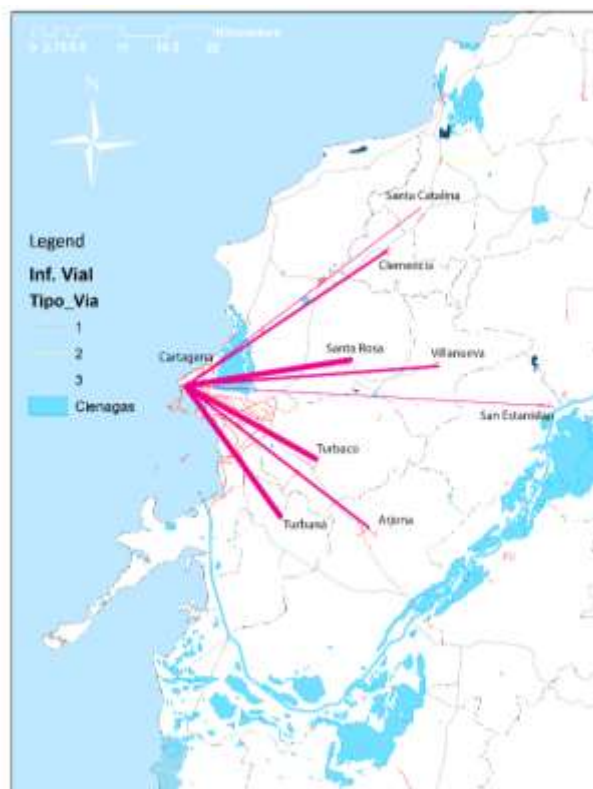 N
Santa Catalina
Legend
Clemencia
Inf. Vial
Tipo_Via
1
2
3
Cienagas
Cartagena
Santa Rosa
Villanueva
San Estanislao
Turbaco
Turbaná
Arjona